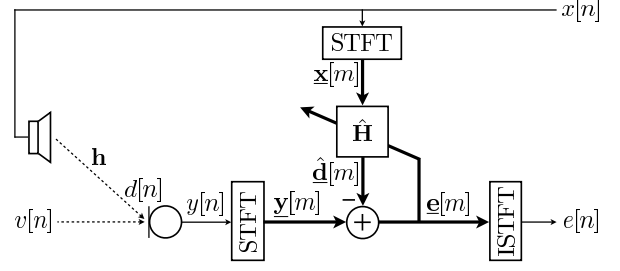 x[n]
STFT
x[m]
Ĥ
h
d̂[m]
d[n]
−
v[n]
y[n]
STFT
y[m]
+
e[m]
ISTFT
e[n]